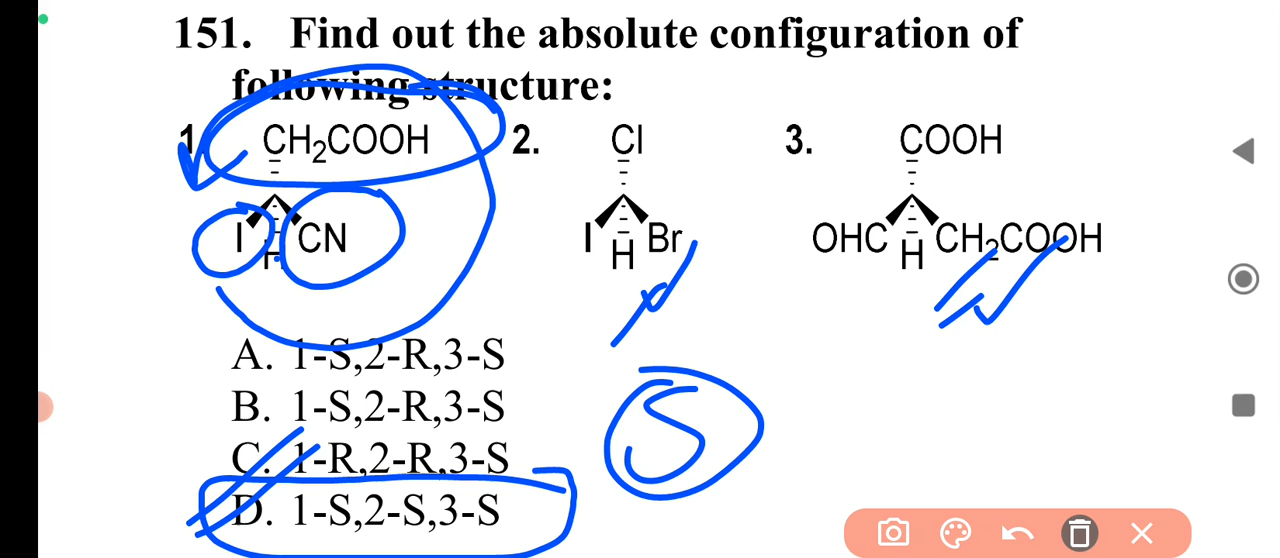 151. Find out the absolute configuration of
following structure:
1. CH₂COOH 2. Cl 3. COOH
I H CN I H Br OHC H CH₂COOH
A. 1-S,2-R,3-S
B. 1-S,2-R,3-S
C. 1-R,2-R,3-S
D. 1-S,2-S,3-S
S